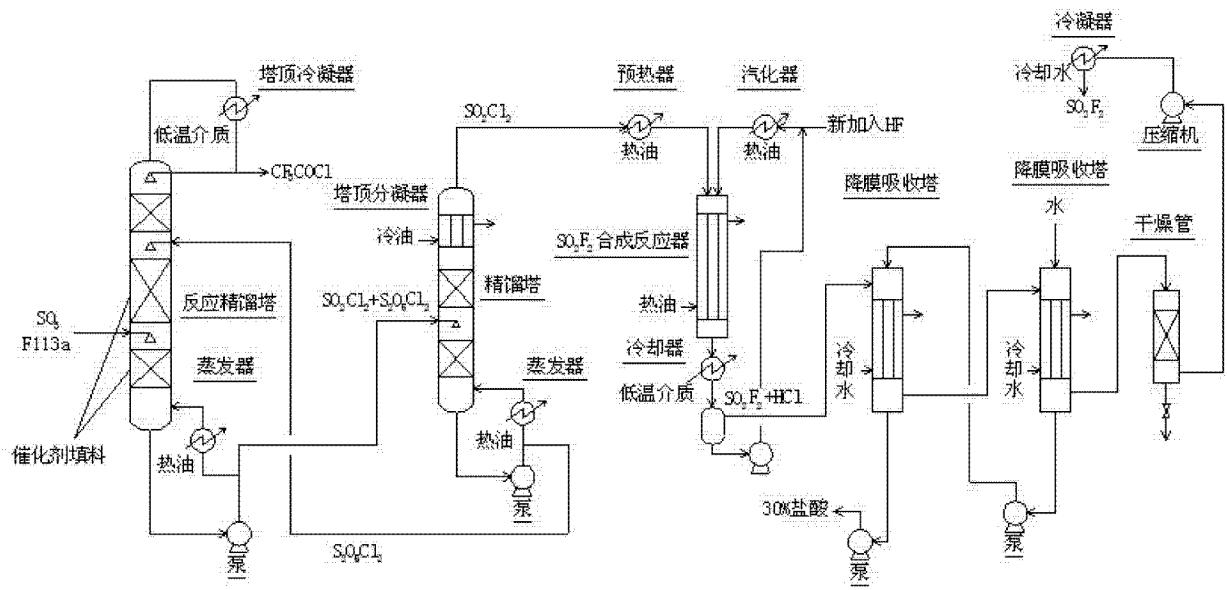 冷凝器
塔顶冷凝器
预热器
汽化器
冷却水
SO₂Cl₂
SO₂F₂
低温介质
新加入HF
热油
热油
压缩机
CF₃COCl
降膜吸收塔
降膜吸收塔
塔顶分凝器
水
干燥管
冷油
SO₂F₂合成反应器
精馏塔
SO₂Cl₂+S₂O₅Cl₂
反应精馏塔
热油
SO₃
F113a
冷却器
蒸发器
蒸发器
冷却水
冷却水
低温介质
SO₂F₂+HCl
催化剂填料
热油
热油
30%盐酸
泵
泵
泵
S₂O₅Cl₂
泵